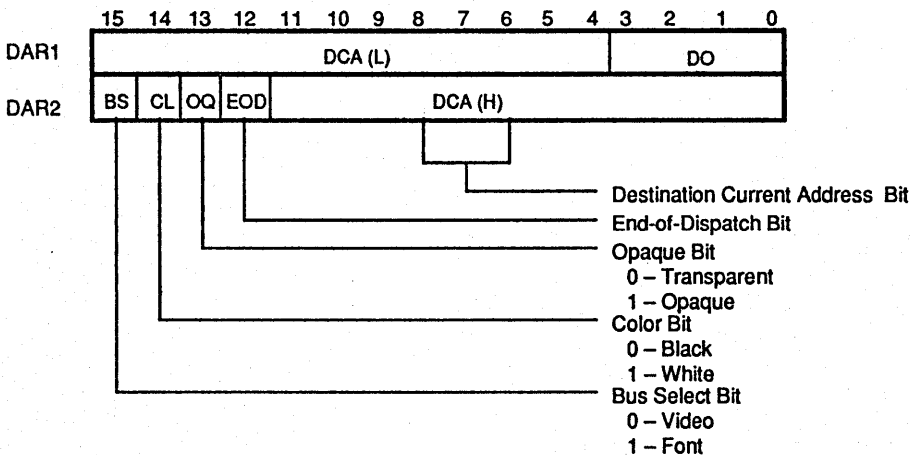 15 14 13 12 11 10 9 8 7 6 5 4 3 2 1 0
DAR1 DCA (L) DO
DAR2 BS CL OQ EOD DCA (H)
Destination Current Address Bit
End-of-Dispatch Bit
Opaque Bit
0 – Transparent
1 – Opaque
Color Bit
0 – Black
1 – White
Bus Select Bit
0 – Video
1 – Font